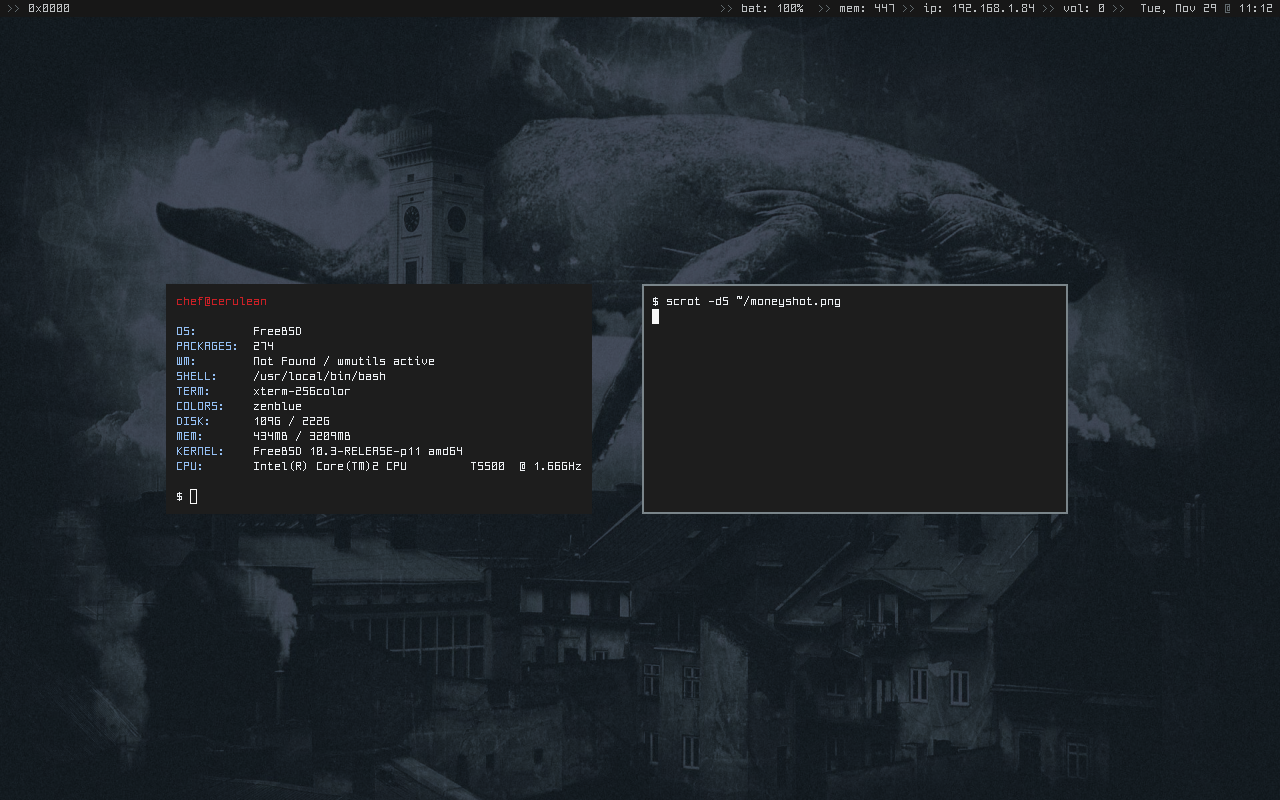 >> 0x0000 >> bat: 100% >> mem: 447 >> ip: 192.168.1.84 >> vol: 0 >> Tue, Nov 29 @ 11:12
chef@cerulean
OS: FreeBSD
PACKAGES: 274
WM: Not Found / wmutils active
SHELL: /usr/local/bin/bash
TERM: xterm-256color
COLORS: zenblue
DISK: 109G / 222G
MEM: 434MB / 3209MB
KERNEL: FreeBSD 10.3-RELEASE-p11 amd64
CPU: Intel(R) Core(TM)2 CPU T5500 @ 1.66GHz
$
$ scrot -d5 ~/moneyshot.png